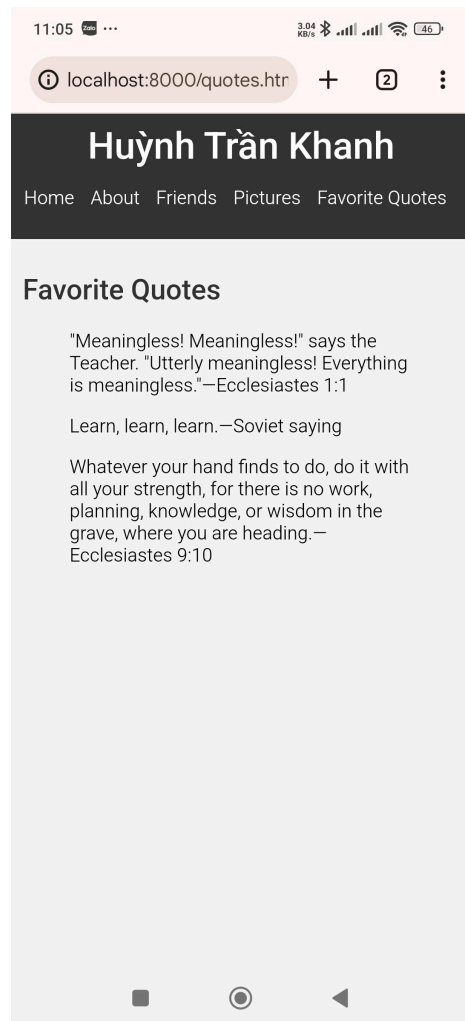 11:05 Zalo ··· 3.04 KB/s 46
localhost:8000/quotes.htm 2
Huỳnh Trần Khanh
Home About Friends Pictures Favorite Quotes
Favorite Quotes
"Meaningless! Meaningless!" says the
Teacher. "Utterly meaningless! Everything
is meaningless."—Ecclesiastes 1:1
Learn, learn, learn.—Soviet saying
Whatever your hand finds to do, do it with
all your strength, for there is no work,
planning, knowledge, or wisdom in the
grave, where you are heading.—
Ecclesiastes 9:10